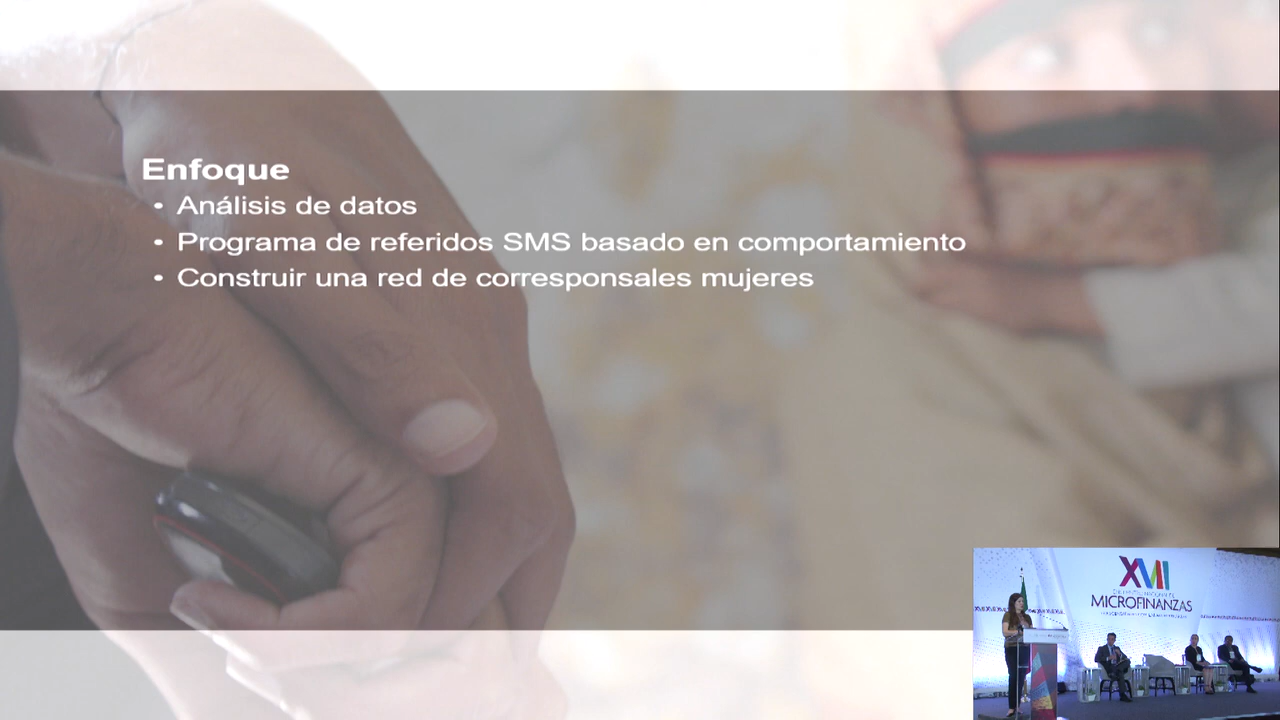 Enfoque
• Análisis de datos
• Programa de referidos SMS basado en comportamiento
• Construir una red de corresponsales mujeres
XVII
MICROFINANZAS